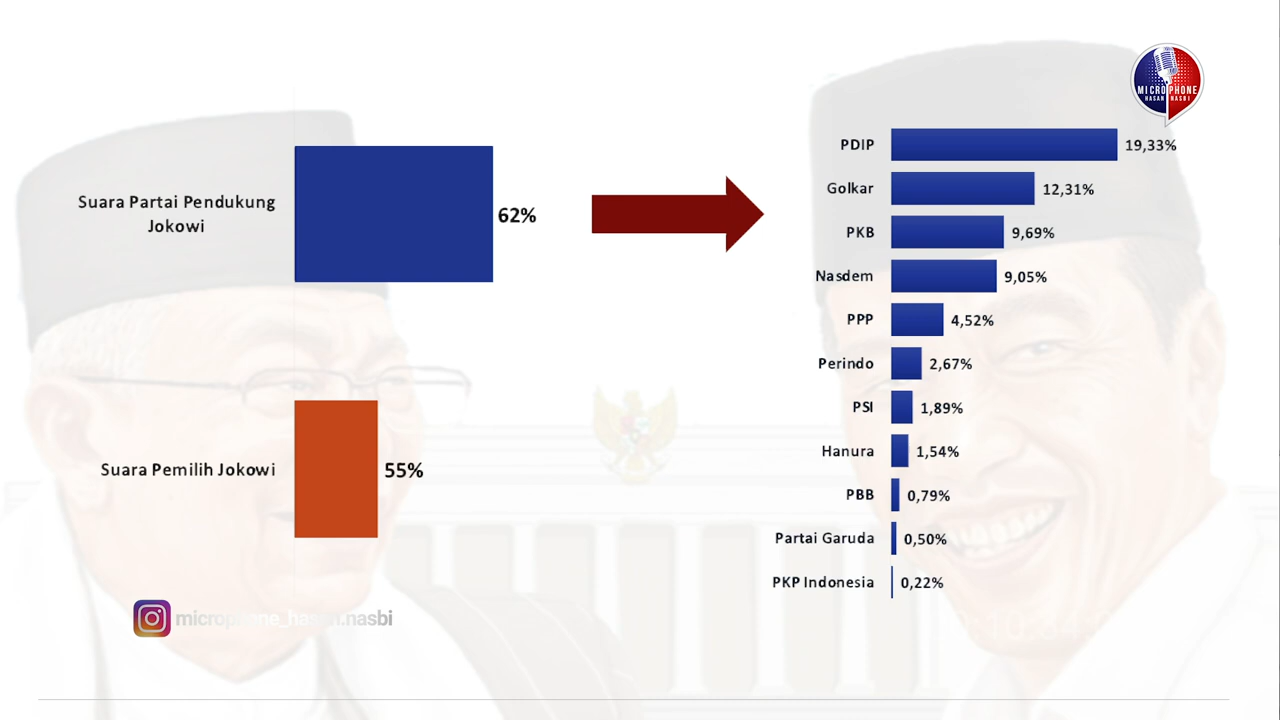 MICROPHONE
HASAN NASBI
Suara Partai Pendukung
Jokowi
62%
Suara Pemilih Jokowi
55%
PDIP 19,33%
Golkar 12,31%
PKB 9,69%
Nasdem 9,05%
PPP 4,52%
Perindo 2,67%
PSI 1,89%
Hanura 1,54%
PBB 0,79%
Partai Garuda 0,50%
PKP Indonesia 0,22%
microphone_hasan.nasbi